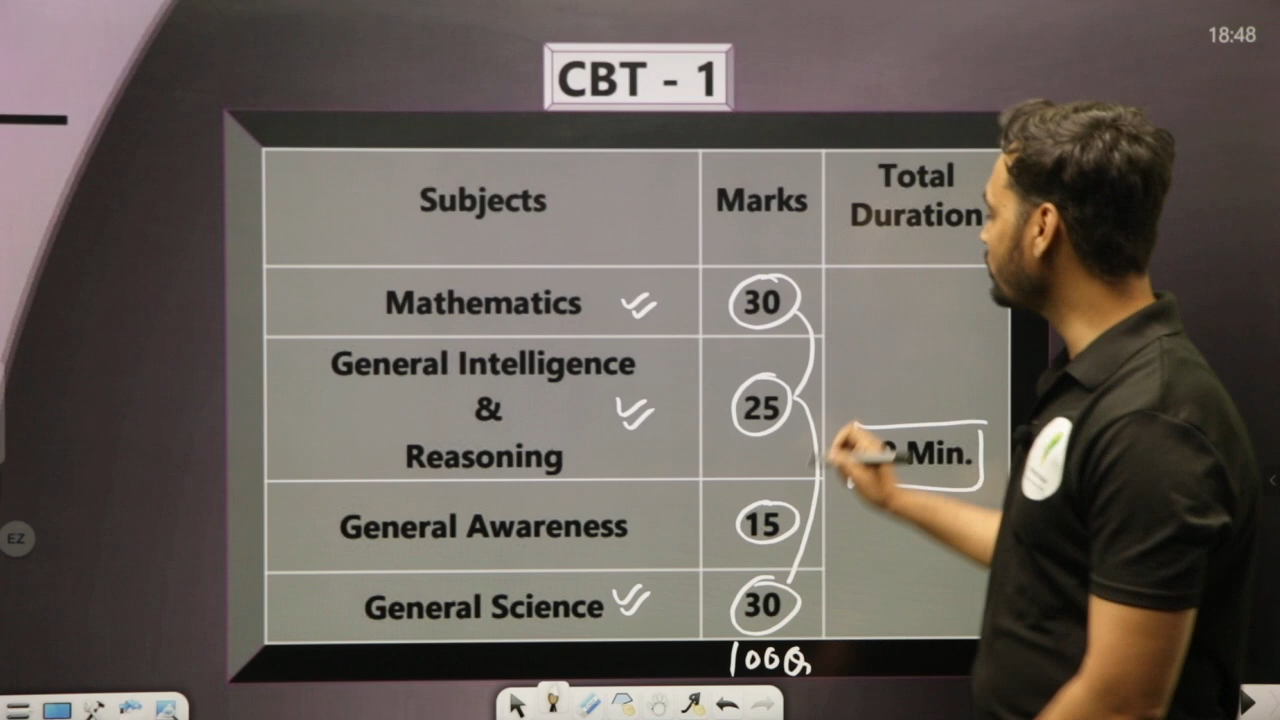 18:48
CBT - 1
Subjects
Marks
Total
Duration
Mathematics
30
General Intelligence
&
Reasoning
25
Min.
General Awareness
15
General Science
30
100Q
EZ